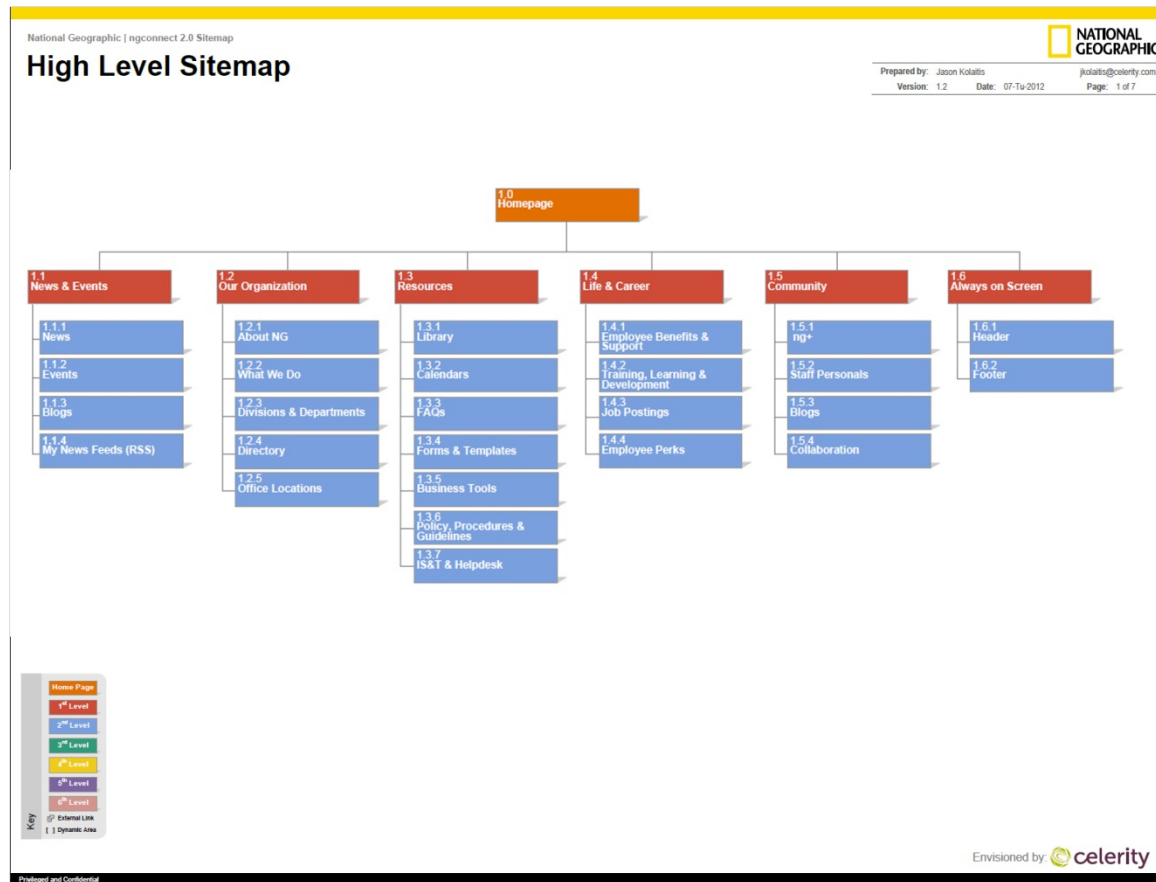 National Geographic | ngconnect 2.0 Sitemap
High Level Sitemap
NATIONAL
GEOGRAPHIC
Prepared by: Jason Kolaitis jkolaitis@celerity.com
Version: 1.2 Date: 07-Tu-2012 Page: 1 of 7
1.0
Homepage
1.1
News & Events
1.1.1
News
1.1.2
Events
1.1.3
Blogs
1.1.4
My News Feeds (RSS)
1.2
Our Organization
1.2.1
About NG
1.2.2
What We Do
1.2.3
Divisions & Departments
1.2.4
Directory
1.2.5
Office Locations
1.3
Resources
1.3.1
Library
1.3.2
Calendars
1.3.3
FAQs
1.3.4
Forms & Templates
1.3.5
Business Tools
1.3.6
Policy, Procedures &
Guidelines
1.3.7
IS&T & Helpdesk
1.4
Life & Career
1.4.1
Employee Benefits &
Support
1.4.2
Training, Learning &
Development
1.4.3
Job Postings
1.4.4
Employee Perks
1.5
Community
1.5.1
ng+
1.5.2
Staff Personals
1.5.3
Blogs
1.5.4
Collaboration
1.6
Always on Screen
1.6.1
Header
1.6.2
Footer
Key
Home Page
1st Level
2nd Level
3rd Level
4th Level
5th Level
6th Level
External Link
[ ] Dynamic Area
Envisioned by: celerity
Privileged and Confidential